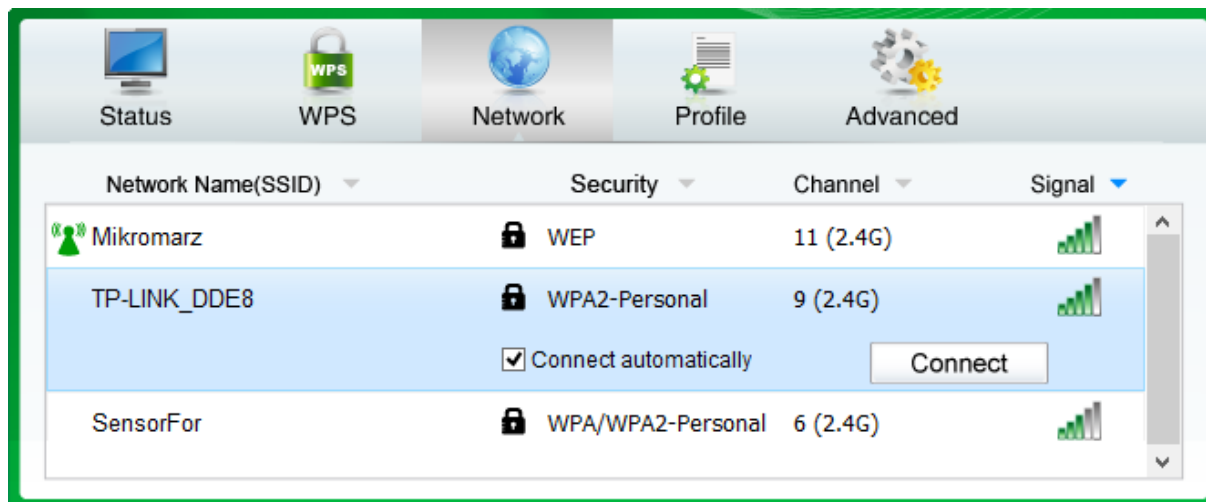 WPS
Status WPS Network Profile Advanced
Network Name(SSID) Security Channel Signal
Mikromarz WEP 11 (2.4G)
TP-LINK_DDE8 WPA2-Personal 9 (2.4G)
Connect automatically Connect
SensorFor WPA/WPA2-Personal 6 (2.4G)